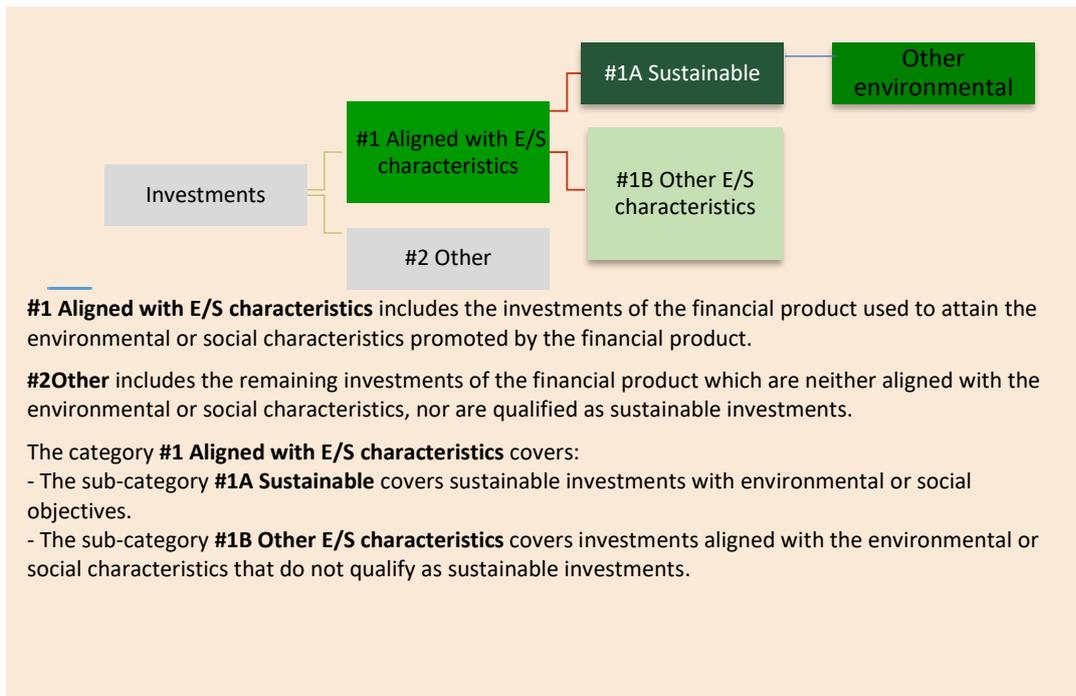 #1A Sustainable
Other
environmental
#1 Aligned with E/S
characteristics
#1B Other E/S
characteristics
Investments
#2 Other
#1 Aligned with E/S characteristics includes the investments of the financial product used to attain the
environmental or social characteristics promoted by the financial product.
#2Other includes the remaining investments of the financial product which are neither aligned with the
environmental or social characteristics, nor are qualified as sustainable investments.
The category #1 Aligned with E/S characteristics covers:
- The sub-category #1A Sustainable covers sustainable investments with environmental or social
objectives.
- The sub-category #1B Other E/S characteristics covers investments aligned with the environmental or
social characteristics that do not qualify as sustainable investments.